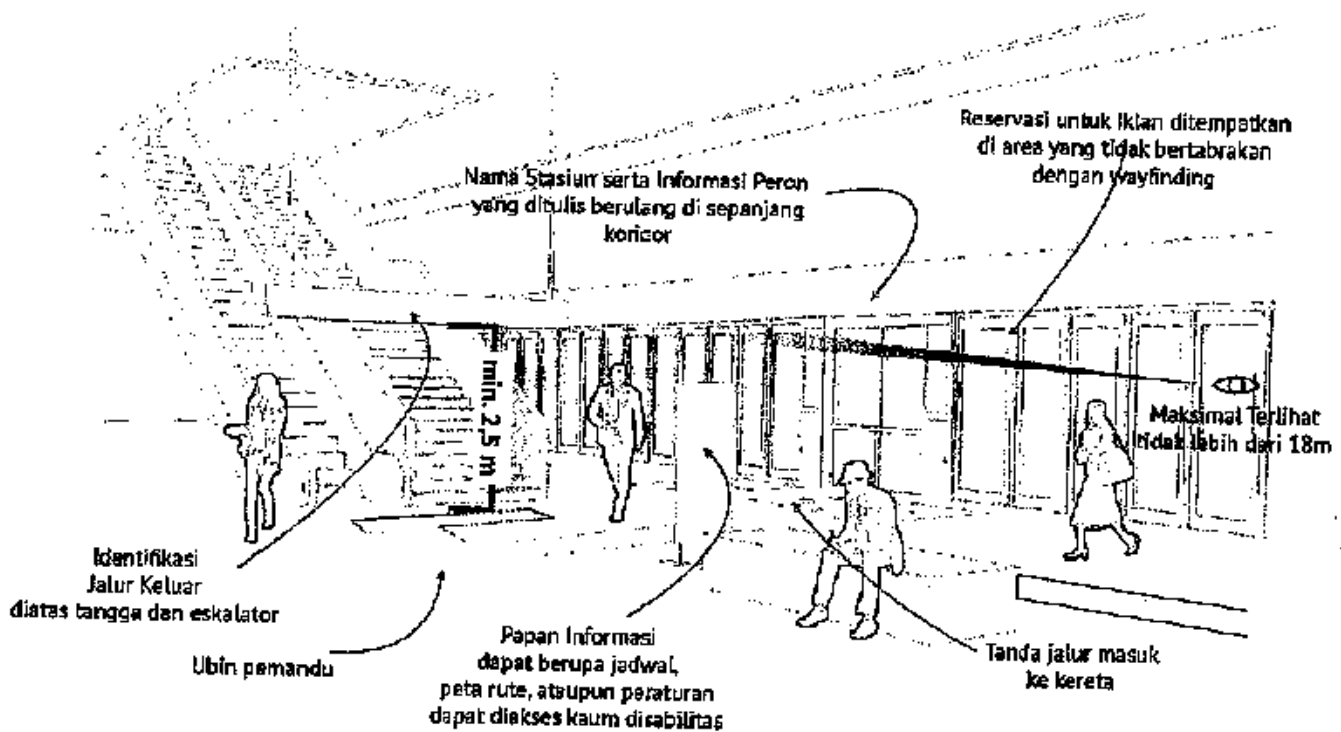 Reservasi untuk iklan ditempatkan
di area yang tidak bertabrakan
dengan wayfinding
Nama Stasiun serta Informasi Peron
yang ditulis berulang di sepanjang
koridor
min. 2,5 m
Maksimal Terlihat
tidak lebih dari 18m
Identifikasi
Jalur Keluar
diatas tangga dan eskalator
Ubin pemandu
Papan Informasi
dapat berupa jadwal,
peta rute, ataupun peraturan
dapat diakses kaum disabilitas
Tanda jalur masuk
ke kereta